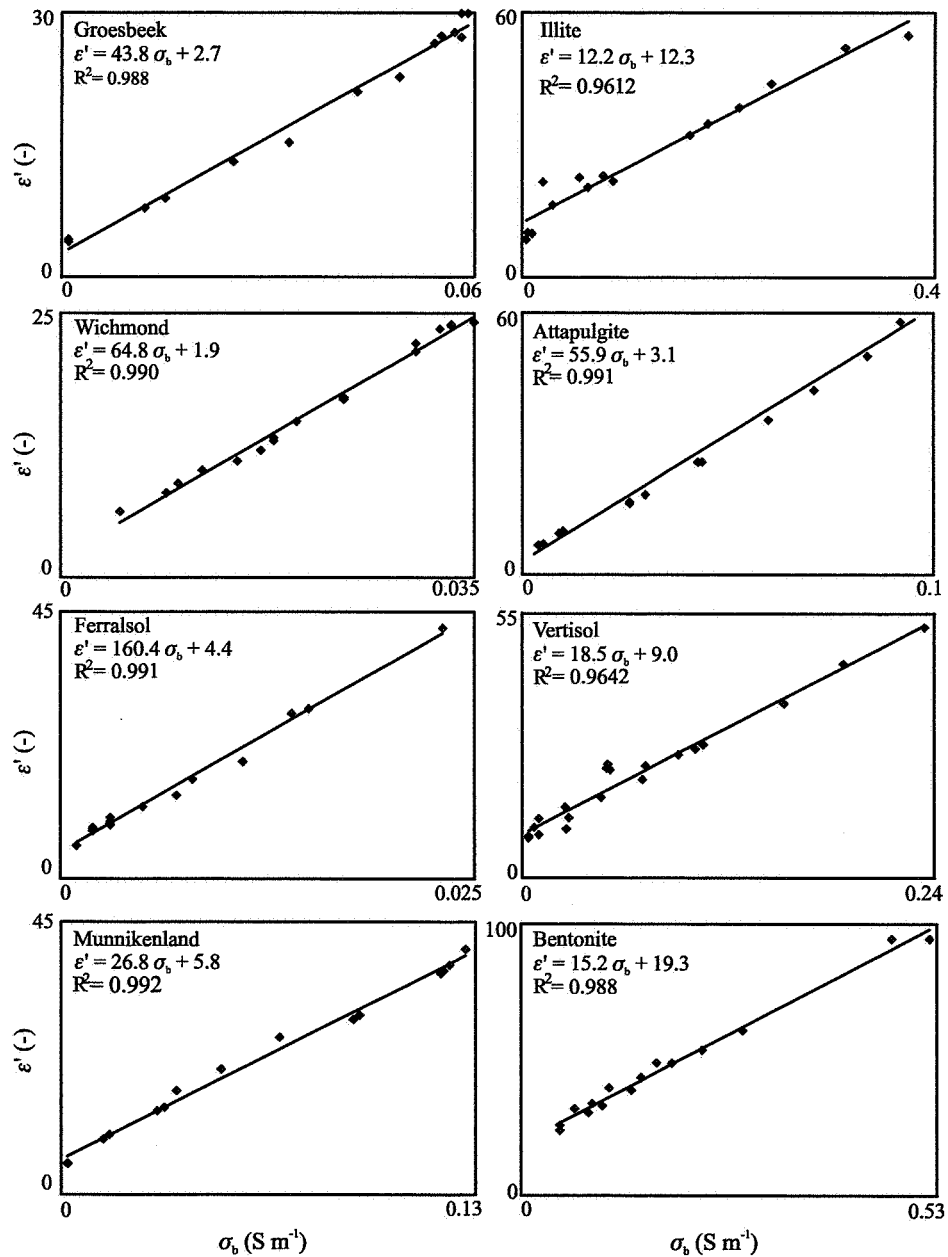 30
Groesbeek
ε' = 43.8 σb + 2.7
R²= 0.988
ε' (-)
0
0
0.06
60
Illite
ε' = 12.2 σb + 12.3
R²= 0.9612
0
0
0.4
25
Wichmond
ε' = 64.8 σb + 1.9
R²= 0.990
ε' (-)
0
0
0.035
60
Attapulgite
ε' = 55.9 σb + 3.1
R²= 0.991
60
0
0.1
45
Ferralsol
ε' = 160.4 σb + 4.4
R²= 0.991
ε' (-)
0
0
0.025
55
Vertisol
ε' = 18.5 σb + 9.0
R²= 0.9642
0
0
0.24
45
Munnikenland
ε' = 26.8 σb + 5.8
R²= 0.992
ε' (-)
0
0
0.13
σb (S m⁻¹)
100
Bentonite
ε' = 15.2 σb + 19.3
R²= 0.988
0
0
0.53
σb (S m⁻¹)